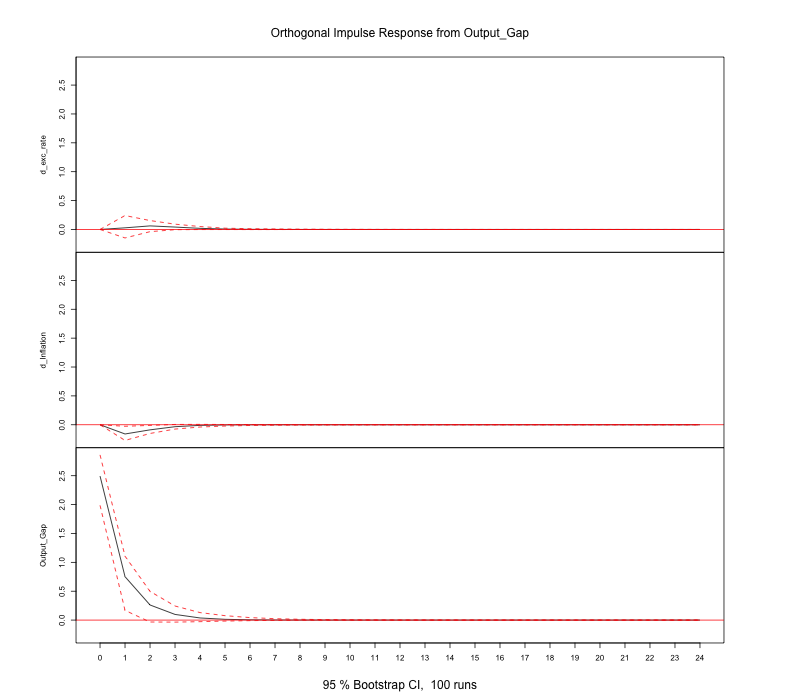 Orthogonal Impulse Response from Output_Gap
d_exc_rate
0.0 0.5 1.0 1.5 2.0 2.5
d_Inflation
0.0 0.5 1.0 1.5 2.0 2.5
Output_Gap
0.0 0.5 1.0 1.5 2.0 2.5
0 1 2 3 4 5 6 7 8 9 10 11 12 13 14 15 16 17 18 19 20 21 22 23 24
95 % Bootstrap CI, 100 runs